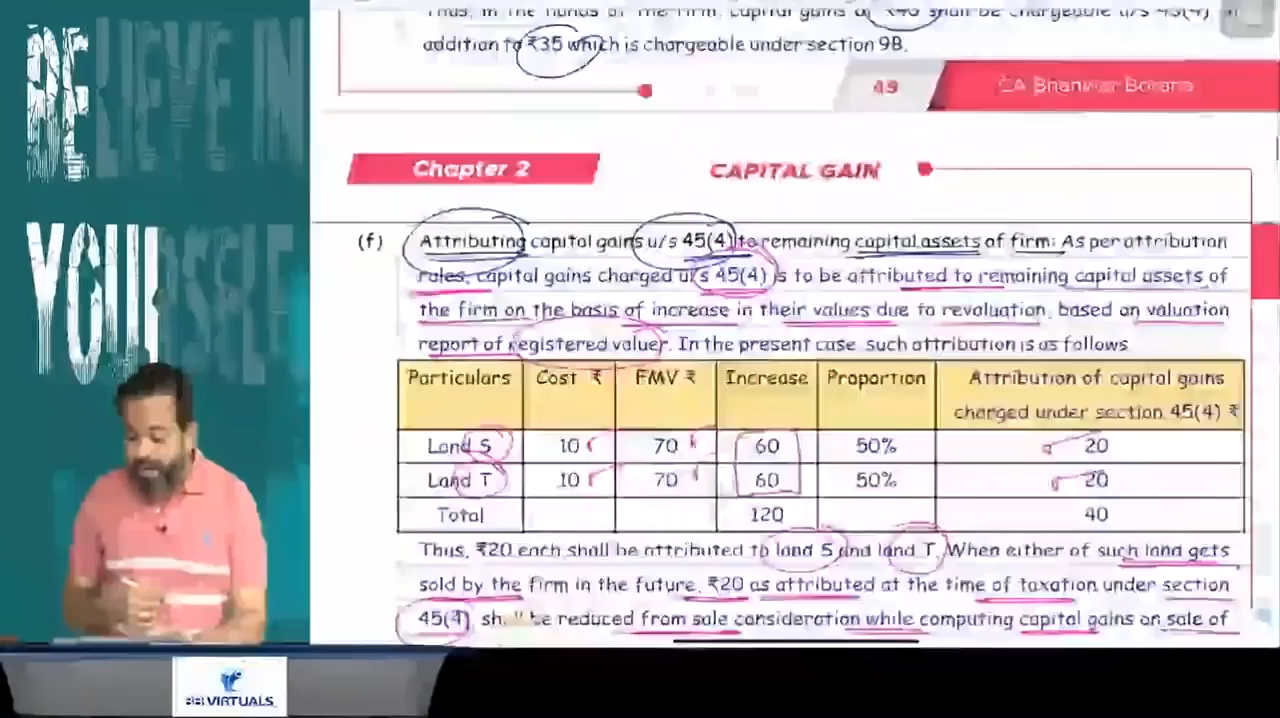 BELIEVE IN
YOURSELF
Thus, in the hands of the firm, capital gains of ₹40 shall be chargeable u/s 45(4) in
addition to ₹35 which is chargeable under section 9B.
49
CA Bhanwar Borana
Chapter 2
CAPITAL GAIN
(f) Attributing capital gains u/s 45(4) to remaining capital assets of firm: As per attribution
rules, capital gains charged u/s 45(4) is to be attributed to remaining capital assets of
the firm on the basis of increase in their values due to revaluation, based on valuation
report of registered valuer. In the present case, such attribution is as follows
Particulars Cost ₹ FMV ₹ Increase Proportion Attribution of capital gains
charged under section 45(4) ₹
Land S 10 70 60 50% 20
Land T 10 70 60 50% 20
Total 120 40
Thus, ₹20 each shall be attributed to land S and land T. When either of such land gets
sold by the firm in the future, ₹20 as attributed at the time of taxation under section
45(4) shall be reduced from sale consideration while computing capital gains on sale of
BB VIRTUALS